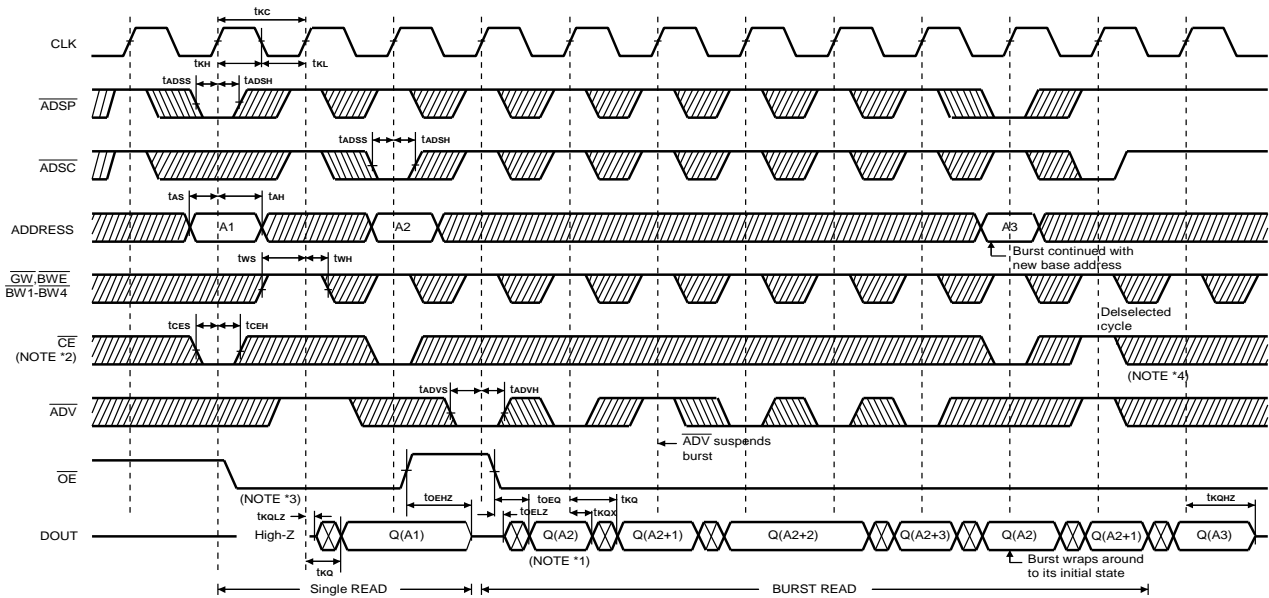 tKC
CLK
tKH
tKL
tADSS
tADSH
ADSP
tADSS
tADSH
ADSC
tAS
tAH
ADDRESS
A1
A2
A3
Burst continued with
new base address
tWS
tWH
GW,BWE
BW1-BW4
Delselected
cycle
tCES
tCEH
CE
(NOTE *2)
(NOTE *4)
tADVS
tADVH
ADV
ADV suspends
burst
OE
(NOTE *3)
tOEHZ
tOEQ
tOELZ
tKQ
tKQX
tKQHZ
tKQLZ
DOUT
High-Z
Q(A1)
Q(A2)
Q(A2+1)
Q(A2+2)
Q(A2+3)
Q(A2)
Q(A2+1)
Q(A3)
(NOTE *1)
tKQ
Burst wraps around
to its initial state
Single READ
BURST READ